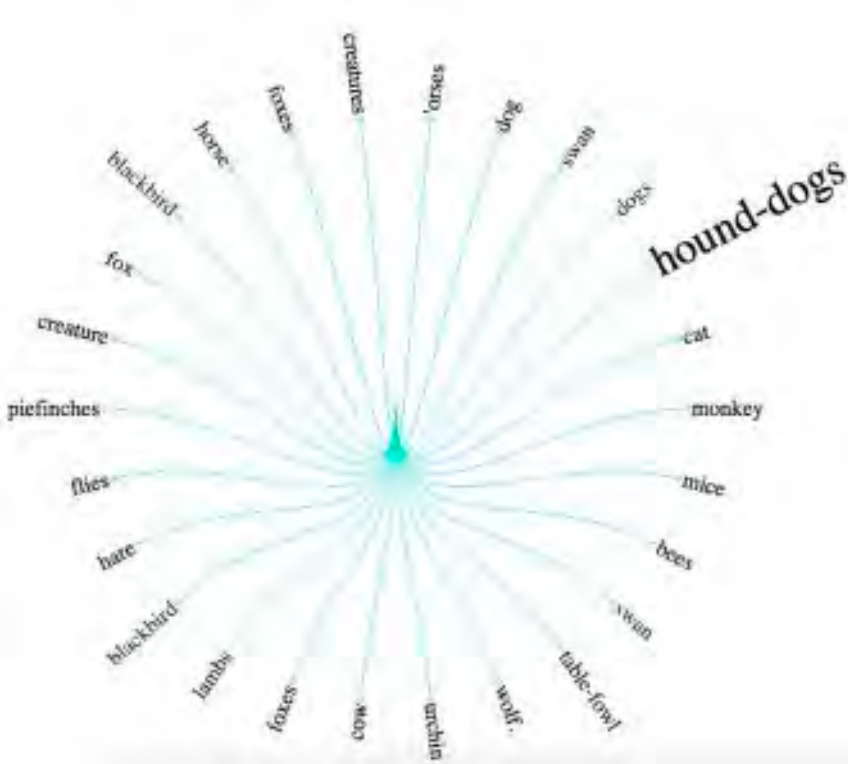 creatures
'orses
dog
swan
dogs
hound-dogs
cat
monkey
mice
bees
swan
table-fowl
wolf.
urchin
cow
foxes
lambs
blackbird
hare
flies
piefinches
creature
fox
blackbird
horse
foxes